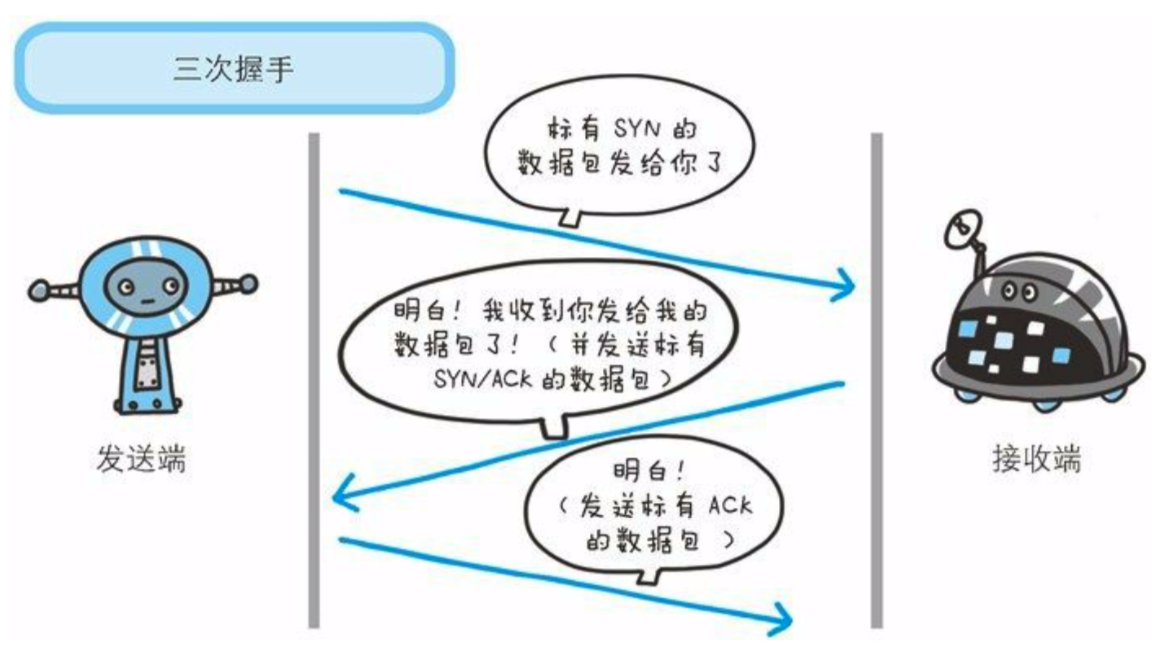 三次握手
标有 SYN 的
数据包发给你了
明白！我收到你发给我的
数据包了！（并发送标有
SYN/ACK 的数据包）
发送端
接收端
明白！
（发送标有 ACK
的数据包 ）